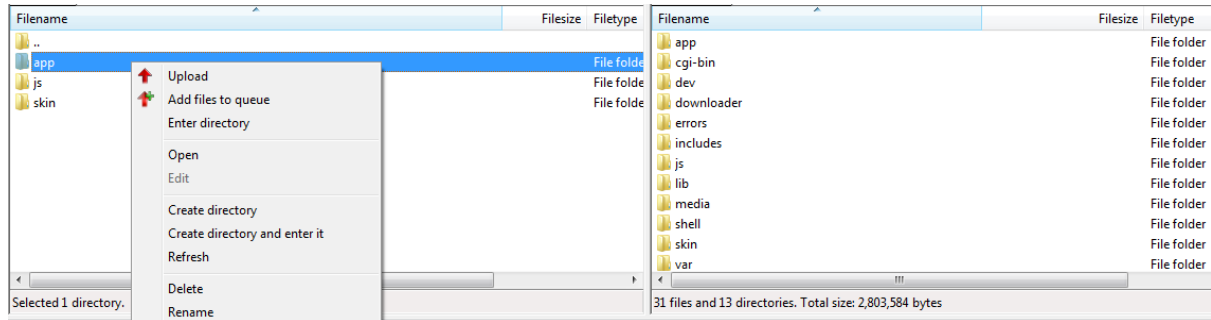 Filename Filesize Filetype
..
app File folde
js File folde
skin File folde
Upload
Add files to queue
Enter directory
Open
Edit
Create directory
Create directory and enter it
Refresh
Delete
Rename
Selected 1 directory.
Filename Filesize Filetype
app File folder
cgi-bin File folder
dev File folder
downloader File folder
errors File folder
includes File folder
js File folder
lib File folder
media File folder
shell File folder
skin File folder
var File folder
31 files and 13 directories. Total size: 2,803,584 bytes